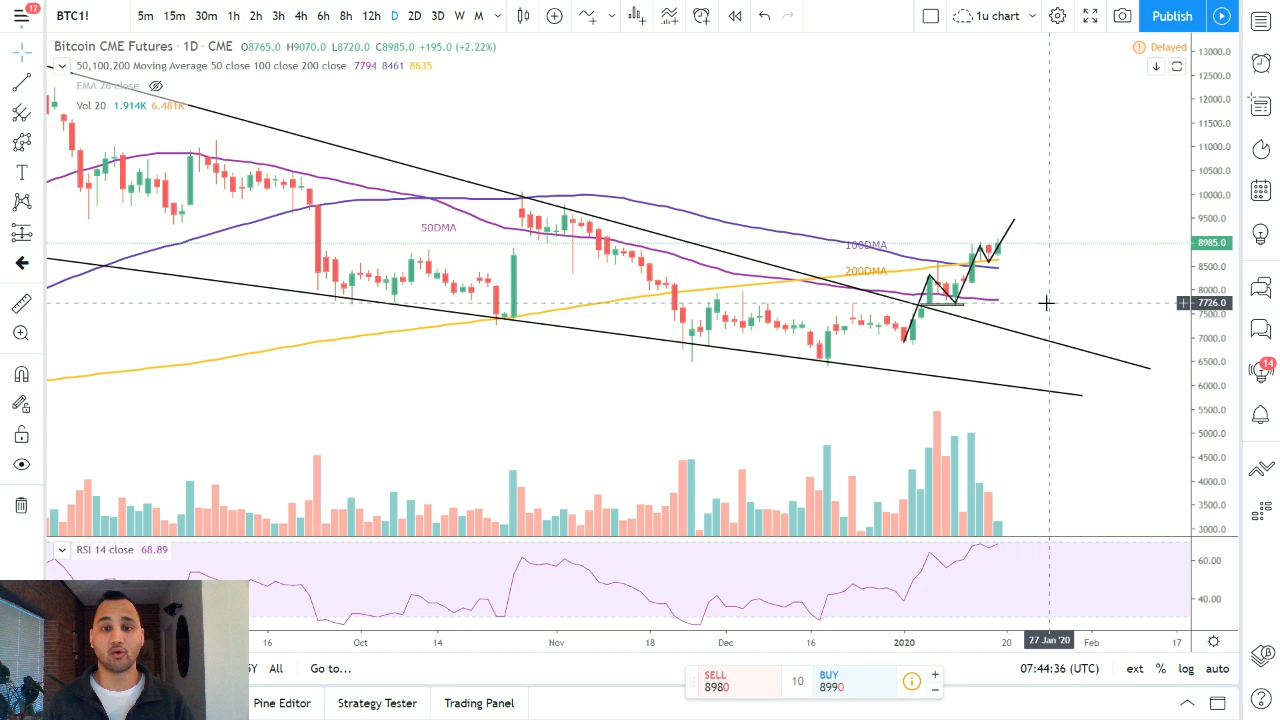 12
BTC1!
5m 15m 30m 1h 2h 3h 4h 6h 8h 12h D 2D 3D W M
1u chart
Publish
Bitcoin CME Futures · 1D · CME O8765.0 H9070.0 L8720.0 C8985.0 +195.0 (+2.22%)
Delayed
50,100,200 Moving Average 50 close 100 close 200 close 7794 8461 8635
EMA 26 close
Vol 20 1.914K 6.481K
13000.0
12500.0
12000.0
11500.0
11000.0
10500.0
10000.0
9500.0
8985.0
8500.0
8000.0
7726.0
7500.0
7000.0
6500.0
6000.0
5500.0
5000.0
4500.0
4000.0
3500.0
3000.0
50DMA
100DMA
200DMA
14
RSI 14 close 68.89
60.00
40.00
16 Oct 14 Nov 18 Dec 16 2020 20 27 Jan '20 Feb 17
5Y All Go to...
SELL
8980
10
BUY
8990
07:44:36 (UTC) ext % log auto
Pine Editor Strategy Tester Trading Panel